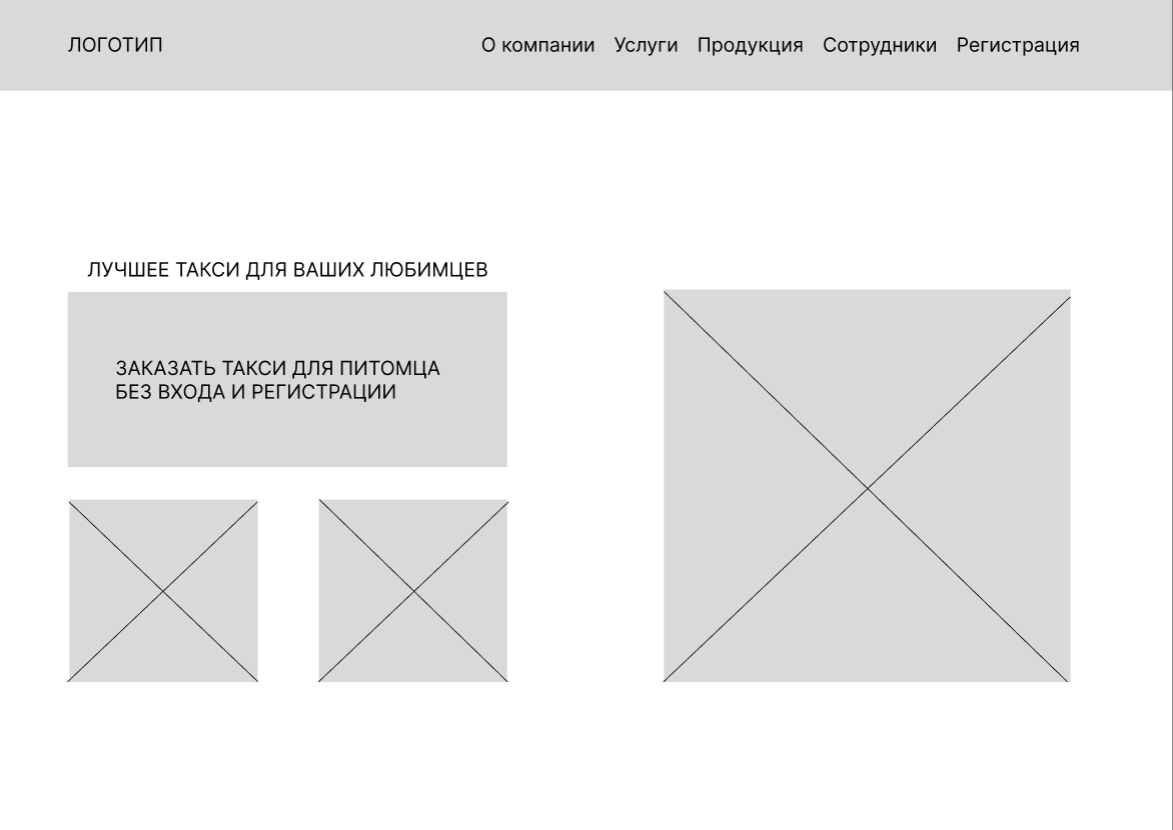 ЛОГОТИП
О компании Услуги Продукция Сотрудники Регистрация
ЛУЧШЕЕ ТАКСИ ДЛЯ ВАШИХ ЛЮБИМЦЕВ
ЗАКАЗАТЬ ТАКСИ ДЛЯ ПИТОМЦА
БЕЗ ВХОДА И РЕГИСТРАЦИИ